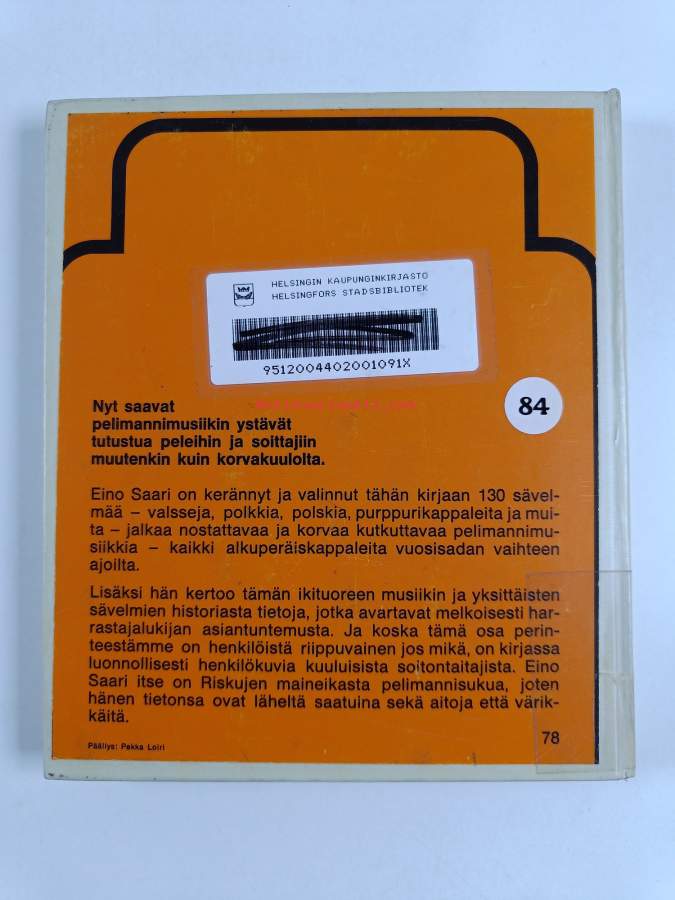 HELSINGIN KAUPUNGINKIRJASTO
HELSINGFORS STADSBIBLIOTEK
9512004402001091X
84
Nyt saavat
pelimannimusiikin ystävät
tutustua peleihin ja soittajiin
muutenkin kuin korvakuulolta.
Eino Saari on kerännyt ja valinnut tähän kirjaan 130 sävel-
mää – valsseja, polkkia, polskia, purppurikappaleita ja mui-
ta – jalkaa nostattavaa ja korvaa kutkuttavaa pelimannimu-
siikkia – kaikki alkuperäiskappaleita vuosisadan vaihteen
ajoilta.
Lisäksi hän kertoo tämän ikituoreen musiikin ja yksittäisten
sävelmien historiasta tietoja, jotka avartavat melkoisesti har-
rastajalukijan asiantuntemusta. Ja koska tämä osa perin-
teestämme on henkilöistä riippuvainen jos mikä, on kirjassa
luonnollisesti henkilökuvia kuuluisista soitontaitajista. Eino
Saari itse on Riskujen maineikasta pelimannisukua, joten
hänen tietonsa ovat läheltä saatuina sekä aitoja että värik-
käitä.
78
Päällys: Pekka Loiri